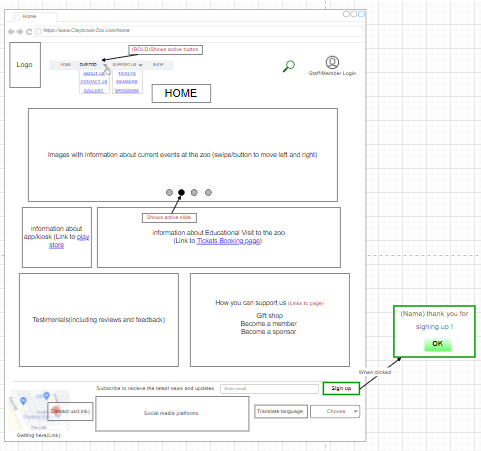 Home
https://www.Claybrook-Zoo.com/home
Logo
(BOLD)Shows active button
HOME OUR ZOO SUPPORT US SHOP
ABOUT US TICKETS
CONTACT US MEMBERS
GALLERY SPONSORS
Staff/Member Login
HOME
Images with information about current events at the zoo (swipe/button to move left and right)
Shows active slide
information about
app/kiosk (Link to play
store
information about Educational Visit to the zoo
(Link to Tickets Booking page)
Testimonials(including reviews and feedback)
How you can support us (Links to page)
Gift shop
Become a member
Become a sponsor
(Name) thank you for
signing up !
OK
When clicked
Subscribe to recieve the latest news and updates
Enter email
Sign up
Contact us(Link)
Social media platforms
Translate language
Choose
Getting here(Link)